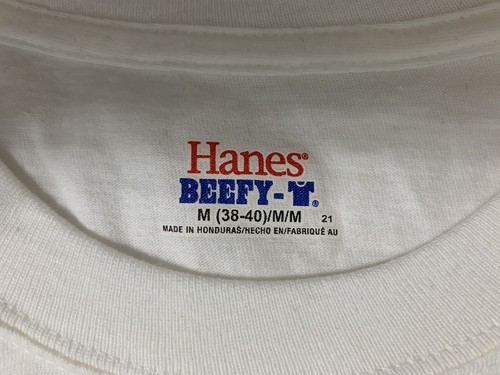 Hanes®
BEEFY-T®
M (38-40)/M/M 21
MADE IN HONDURAS/HECHO EN/FABRIQUÉ AU